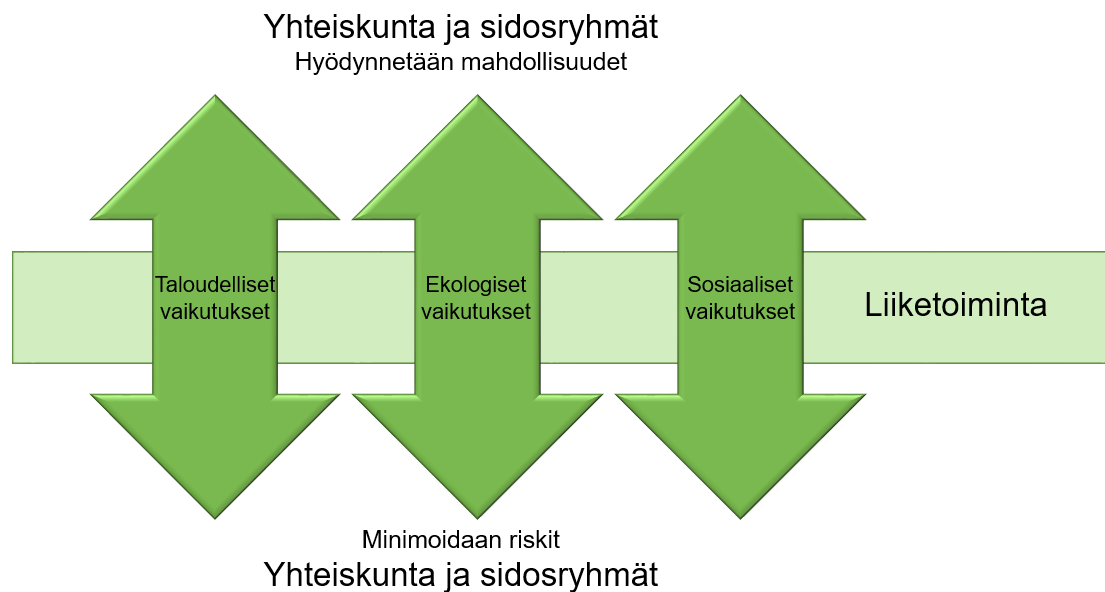 Yhteiskunta ja sidosryhmät
Hyödynnetään mahdollisuudet
Taloudelliset
vaikutukset
Ekologiset
vaikutukset
Sosiaaliset
vaikutukset
Liiketoiminta
Minimoidaan riskit
Yhteiskunta ja sidosryhmät